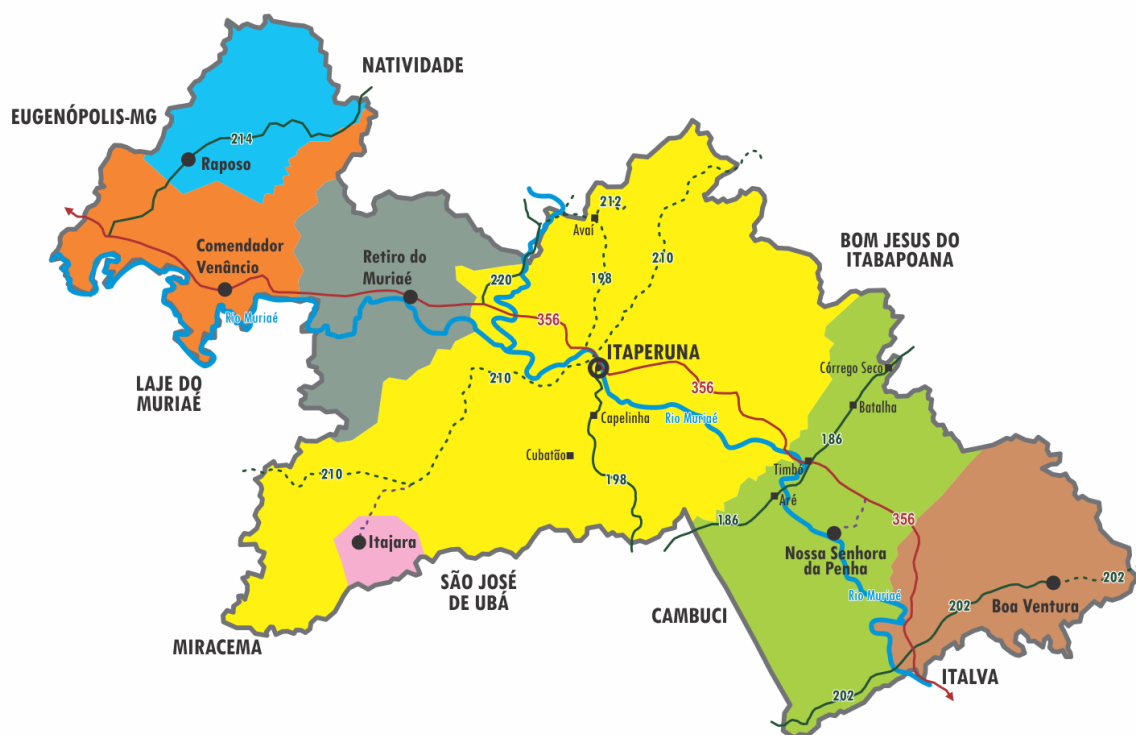 NATIVIDADE
EUGENÓPOLIS-MG
214
Raposo
212
Avaí
Comendador
Venâncio
Retiro do
Muriaé
BOM JESUS DO
ITABAPOANA
210
198
220
Rio Muriaé
356
ITAPERUNA
Córrego Seco
210
356
LAJE DO
MURIAÉ
Batalha
Capelinha
Rio Muriaé
186
Cubatão
Timbó
210
198
Aré
356
186
Itajara
Nossa Senhora
da Penha
SÃO JOSÉ
DE UBÁ
202
Rio Muriaé
202
Boa Ventura
CAMBUCI
MIRACEMA
ITALVA
202